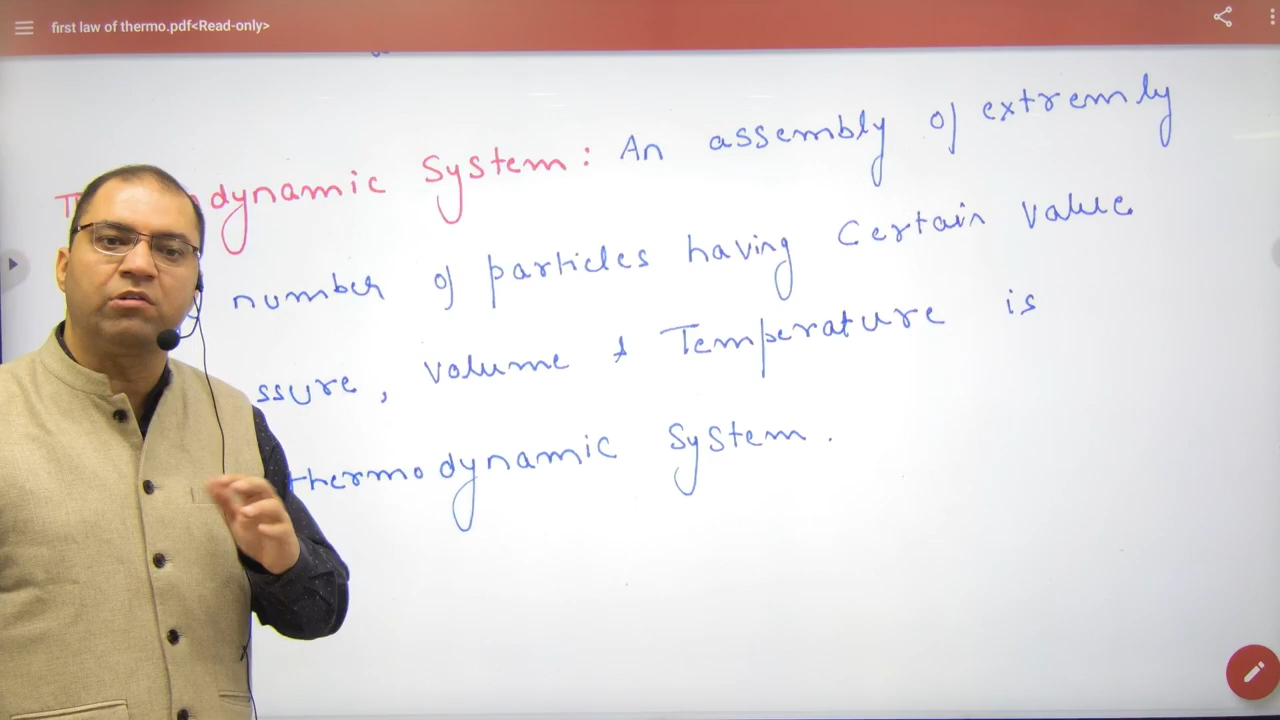 first law of thermo.pdf<Read-only>
dynamic System: An assembly of extremly
number of particles having Certain value
ssure, volume & Temperature is
thermodynamic System.